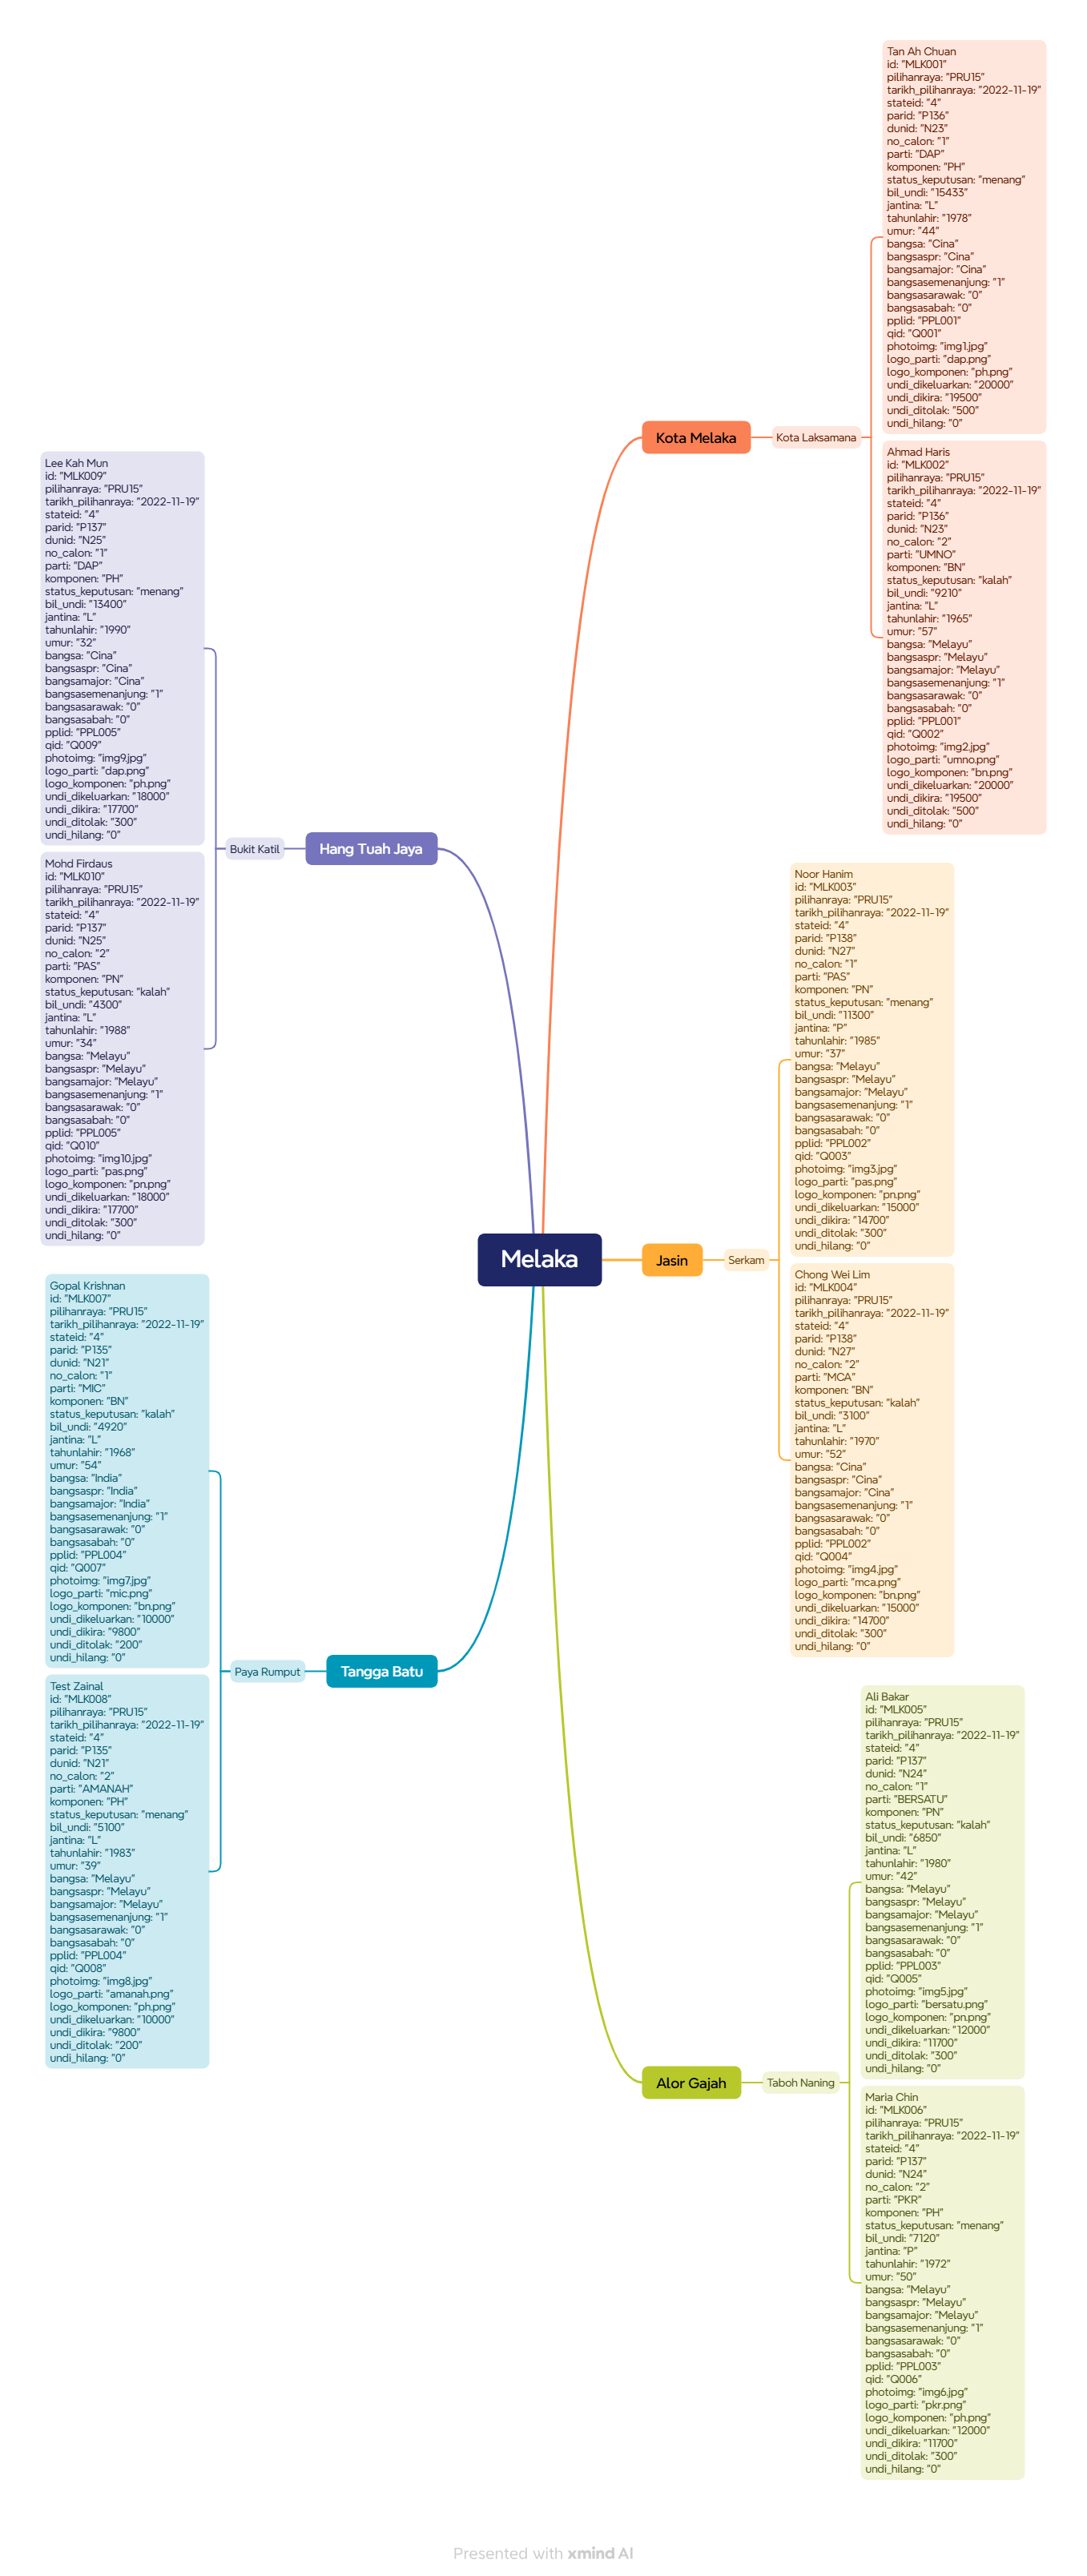 Melaka
Kota Melaka
Kota Laksamana
Tan Ah Chuan
id: "MLK001"
pilihanraya: "PRU15"
tarikh_pilihanraya: "2022-11-19"
stateid: "4"
parid: "P136"
dunid: "N23"
no_calon: "1"
parti: "DAP"
komponen: "PH"
status_keputusan: "menang"
bil_undi: "15433"
jantina: "L"
tahunlahir: "1978"
umur: "44"
bangsa: "Cina"
bangsaspr: "Cina"
bangsamajor: "Cina"
bangsasemenanjung: "1"
bangsasarawak: "0"
bangsasabah: "0"
pplid: "PPL001"
qid: "Q001"
photoimg: "img1.jpg"
logo_parti: "dap.png"
logo_komponen: "ph.png"
undi_dikeluarkan: "20000"
undi_dikira: "19500"
undi_ditolak: "500"
undi_hilang: "0"
Ahmad Haris
id: "MLK002"
pilihanraya: "PRU15"
tarikh_pilihanraya: "2022-11-19"
stateid: "4"
parid: "P136"
dunid: "N23"
no_calon: "2"
parti: "UMNO"
komponen: "BN"
status_keputusan: "kalah"
bil_undi: "9210"
jantina: "L"
tahunlahir: "1965"
umur: "57"
bangsa: "Melayu"
bangsaspr: "Melayu"
bangsamajor: "Melayu"
bangsasemenanjung: "1"
bangsasarawak: "0"
bangsasabah: "0"
pplid: "PPL001"
qid: "Q002"
photoimg: "img2.jpg"
logo_parti: "umno.png"
logo_komponen: "bn.png"
undi_dikeluarkan: "20000"
undi_dikira: "19500"
undi_ditolak: "500"
undi_hilang: "0"
Jasin
Serkam
Noor Hanim
id: "MLK003"
pilihanraya: "PRU15"
tarikh_pilihanraya: "2022-11-19"
stateid: "4"
parid: "P138"
dunid: "N27"
no_calon: "1"
parti: "PAS"
komponen: "PN"
status_keputusan: "menang"
bil_undi: "11300"
jantina: "P"
tahunlahir: "1985"
umur: "37"
bangsa: "Melayu"
bangsaspr: "Melayu"
bangsamajor: "Melayu"
bangsasemenanjung: "1"
bangsasarawak: "0"
bangsasabah: "0"
pplid: "PPL002"
qid: "Q003"
photoimg: "img3.jpg"
logo_parti: "pas.png"
logo_komponen: "pn.png"
undi_dikeluarkan: "15000"
undi_dikira: "14700"
undi_ditolak: "300"
undi_hilang: "0"
Chong Wei Lim
id: "MLK004"
pilihanraya: "PRU15"
tarikh_pilihanraya: "2022-11-19"
stateid: "4"
parid: "P138"
dunid: "N27"
no_calon: "2"
parti: "MCA"
komponen: "BN"
status_keputusan: "kalah"
bil_undi: "3100"
jantina: "L"
tahunlahir: "1970"
umur: "52"
bangsa: "Cina"
bangsaspr: "Cina"
bangsamajor: "Cina"
bangsasemenanjung: "1"
bangsasarawak: "0"
bangsasabah: "0"
pplid: "PPL002"
qid: "Q004"
photoimg: "img4.jpg"
logo_parti: "mca.png"
logo_komponen: "bn.png"
undi_dikeluarkan: "15000"
undi_dikira: "14700"
undi_ditolak: "300"
undi_hilang: "0"
Alor Gajah
Taboh Naning
Ali Bakar
id: "MLK005"
pilihanraya: "PRU15"
tarikh_pilihanraya: "2022-11-19"
stateid: "4"
parid: "P137"
dunid: "N24"
no_calon: "1"
parti: "BERSATU"
komponen: "PN"
status_keputusan: "kalah"
bil_undi: "6850"
jantina: "L"
tahunlahir: "1980"
umur: "42"
bangsa: "Melayu"
bangsaspr: "Melayu"
bangsamajor: "Melayu"
bangsasemenanjung: "1"
bangsasarawak: "0"
bangsasabah: "0"
pplid: "PPL003"
qid: "Q005"
photoimg: "img5.jpg"
logo_parti: "bersatu.png"
logo_komponen: "pn.png"
undi_dikeluarkan: "12000"
undi_dikira: "11700"
undi_ditolak: "300"
undi_hilang: "0"
Maria Chin
id: "MLK006"
pilihanraya: "PRU15"
tarikh_pilihanraya: "2022-11-19"
stateid: "4"
parid: "P137"
dunid: "N24"
no_calon: "2"
parti: "PKR"
komponen: "PH"
status_keputusan: "menang"
bil_undi: "7120"
jantina: "P"
tahunlahir: "1972"
umur: "50"
bangsa: "Melayu"
bangsaspr: "Melayu"
bangsamajor: "Melayu"
bangsasemenanjung: "1"
bangsasarawak: "0"
bangsasabah: "0"
pplid: "PPL003"
qid: "Q006"
photoimg: "img6.jpg"
logo_parti: "pkr.png"
logo_komponen: "ph.png"
undi_dikeluarkan: "12000"
undi_dikira: "11700"
undi_ditolak: "300"
undi_hilang: "0"
Tangga Batu
Paya Rumput
Gopal Krishnan
id: "MLK007"
pilihanraya: "PRU15"
tarikh_pilihanraya: "2022-11-19"
stateid: "4"
parid: "P135"
dunid: "N21"
no_calon: "1"
parti: "MIC"
komponen: "BN"
status_keputusan: "kalah"
bil_undi: "4920"
jantina: "L"
tahunlahir: "1968"
umur: "54"
bangsa: "India"
bangsaspr: "India"
bangsamajor: "India"
bangsasemenanjung: "1"
bangsasarawak: "0"
bangsasabah: "0"
pplid: "PPL004"
qid: "Q007"
photoimg: "img7.jpg"
logo_parti: "mic.png"
logo_komponen: "bn.png"
undi_dikeluarkan: "10000"
undi_dikira: "9800"
undi_ditolak: "200"
undi_hilang: "0"
Test Zainal
id: "MLK008"
pilihanraya: "PRU15"
tarikh_pilihanraya: "2022-11-19"
stateid: "4"
parid: "P135"
dunid: "N21"
no_calon: "2"
parti: "AMANAH"
komponen: "PH"
status_keputusan: "menang"
bil_undi: "5100"
jantina: "L"
tahunlahir: "1983"
umur: "39"
bangsa: "Melayu"
bangsaspr: "Melayu"
bangsamajor: "Melayu"
bangsasemenanjung: "1"
bangsasarawak: "0"
bangsasabah: "0"
pplid: "PPL004"
qid: "Q008"
photoimg: "img8.jpg"
logo_parti: "amanah.png"
logo_komponen: "ph.png"
undi_dikeluarkan: "10000"
undi_dikira: "9800"
undi_ditolak: "200"
undi_hilang: "0"
Hang Tuah Jaya
Bukit Katil
Lee Kah Mun
id: "MLK009"
pilihanraya: "PRU15"
tarikh_pilihanraya: "2022-11-19"
stateid: "4"
parid: "P137"
dunid: "N25"
no_calon: "1"
parti: "DAP"
komponen: "PH"
status_keputusan: "menang"
bil_undi: "13400"
jantina: "L"
tahunlahir: "1990"
umur: "32"
bangsa: "Cina"
bangsaspr: "Cina"
bangsamajor: "Cina"
bangsasemenanjung: "1"
bangsasarawak: "0"
bangsasabah: "0"
pplid: "PPL005"
qid: "Q009"
photoimg: "img9.jpg"
logo_parti: "dap.png"
logo_komponen: "ph.png"
undi_dikeluarkan: "18000"
undi_dikira: "17700"
undi_ditolak: "300"
undi_hilang: "0"
Mohd Firdaus
id: "MLK010"
pilihanraya: "PRU15"
tarikh_pilihanraya: "2022-11-19"
stateid: "4"
parid: "P137"
dunid: "N25"
no_calon: "2"
parti: "PAS"
komponen: "PN"
status_keputusan: "kalah"
bil_undi: "4300"
jantina: "L"
tahunlahir: "1988"
umur: "34"
bangsa: "Melayu"
bangsaspr: "Melayu"
bangsamajor: "Melayu"
bangsasemenanjung: "1"
bangsasarawak: "0"
bangsasabah: "0"
pplid: "PPL005"
qid: "Q010"
photoimg: "img10.jpg"
logo_parti: "pas.png"
logo_komponen: "pn.png"
undi_dikeluarkan: "18000"
undi_dikira: "17700"
undi_ditolak: "300"
undi_hilang: "0"
Presented with xmind AI